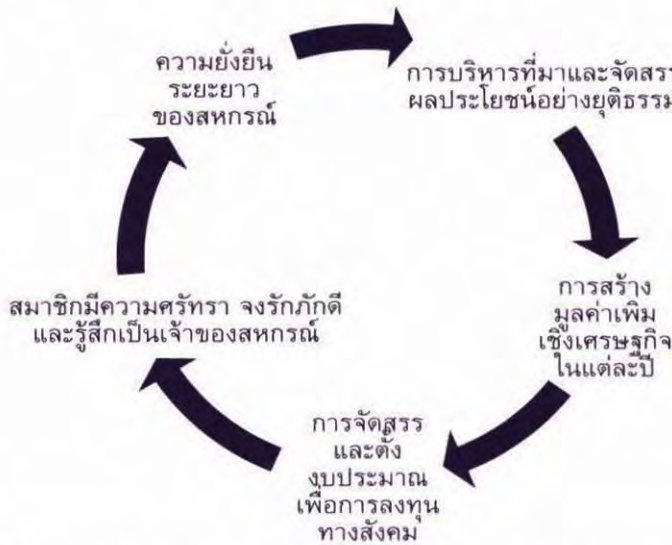 ความยั่งยืน
ระยะยาว
ของสหกรณ์
การบริหารที่มาและจัดสรร
ผลประโยชน์อย่างยุติธรรม
การสร้าง
มูลค่าเพิ่ม
เชิงเศรษฐกิจ
ในแต่ละปี
การจัดสรร
และตั้ง
งบประมาณ
เพื่อการลงทุน
ทางสังคม
สมาชิกมีความศรัทรา จงรักภักดี
และรู้สึกเป็นเจ้าของสหกรณ์